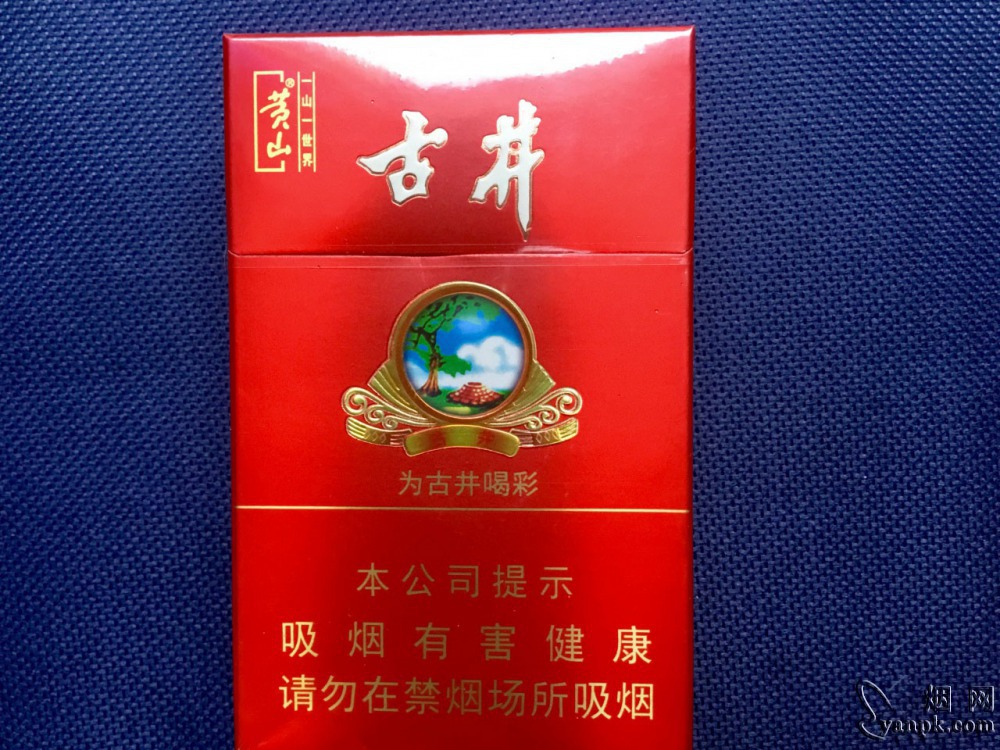 黄山®
一山一世界
古井
为古井喝彩
本公司提示
吸烟有害健康
请勿在禁烟场所吸烟
烟网
yanpk.com